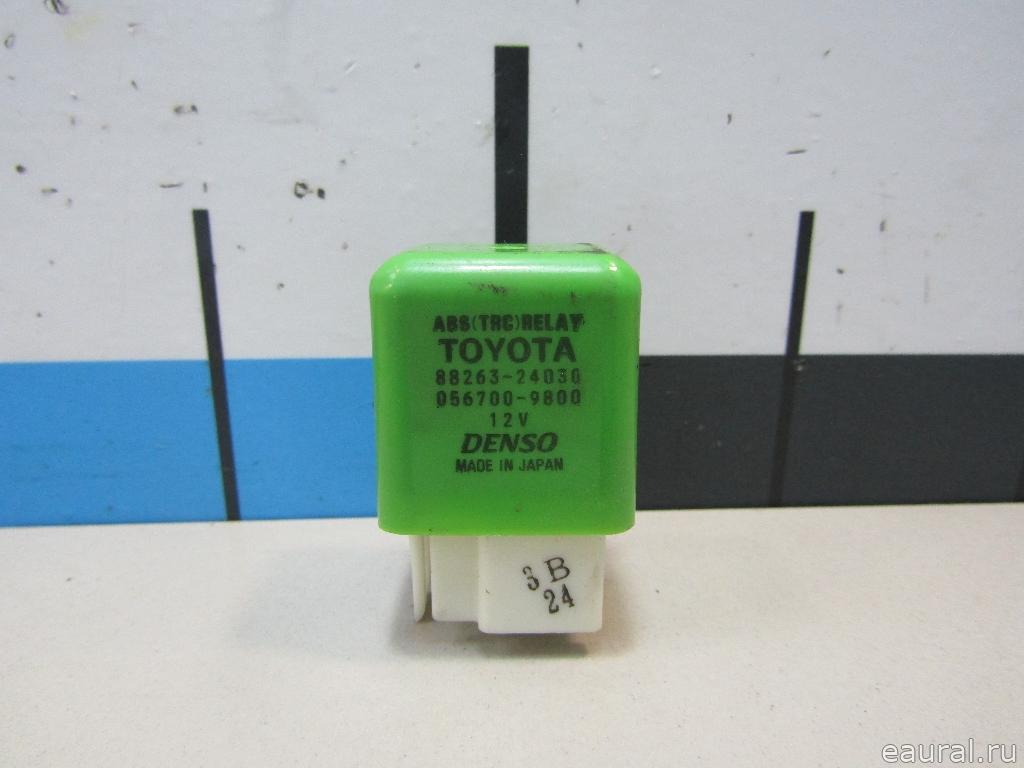 ABS(TRC)RELAY
TOYOTA
88263-24030
056700-9800
12V
DENSO
MADE IN JAPAN
3B
24
eaural.ru